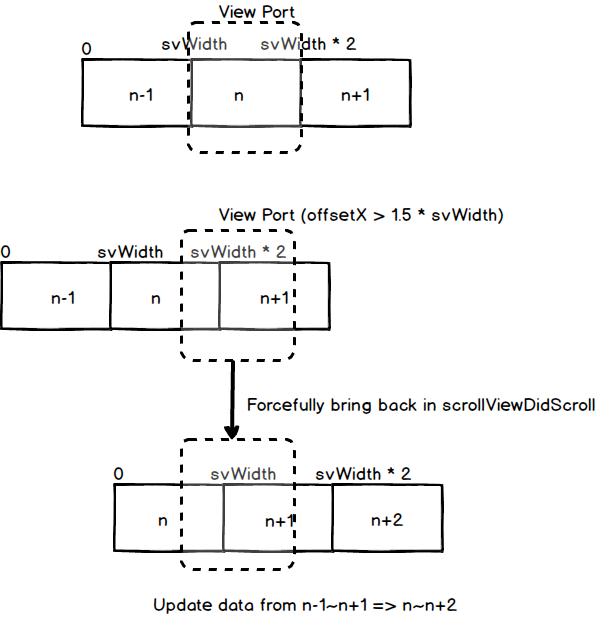 View Port
0 svWidth svWidth * 2
n-1 n n+1
View Port (offsetX > 1.5 * svWidth)
0 svWidth svWidth * 2
n-1 n n+1
Forcefully bring back in scrollViewDidScroll
0 svWidth svWidth * 2
n n+1 n+2
Update data from n-1~n+1 => n~n+2